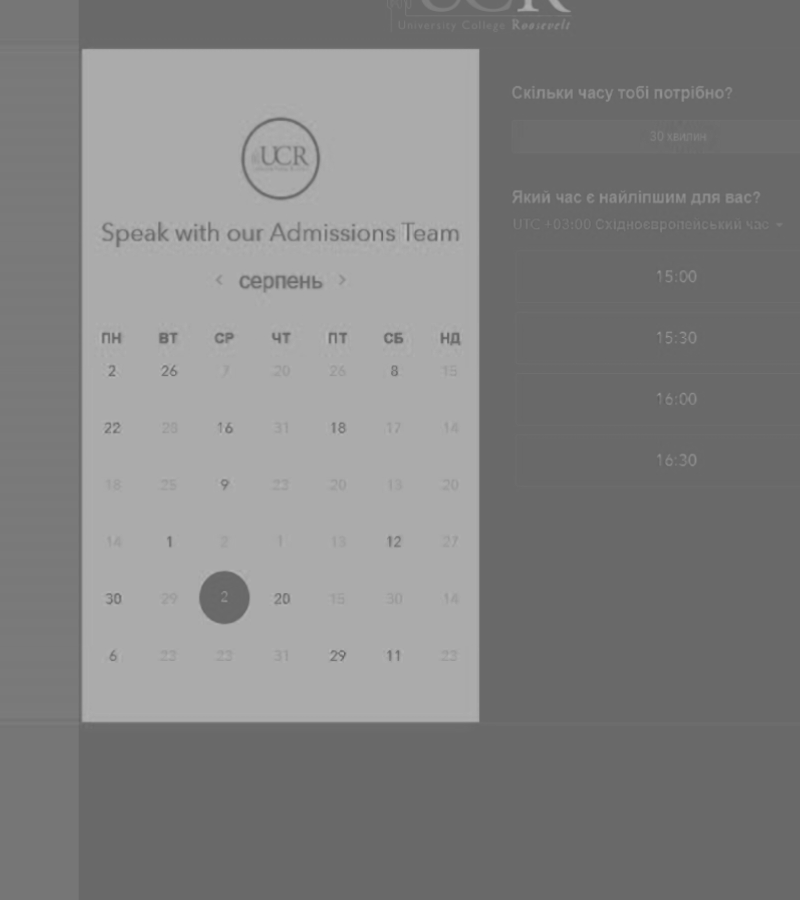 UCR
University College Roosevelt
UCR
Speak with our Admissions Team
серпень
ПН ВТ СР ЧТ ПТ СБ НД
2 26 7 20 26 8 15
22 23 16 31 18 17 14
18 25 9 23 20 13 20
14 1 2 1 13 12 27
30 29 2 20 15 30 14
6 23 23 31 29 11 23
Скільки часу тобі потрібно?
30 хвилин
Який час є найліпшим для вас?
UTC +03:00 Східноєвропейський час
15:00
15:30
16:00
16:30